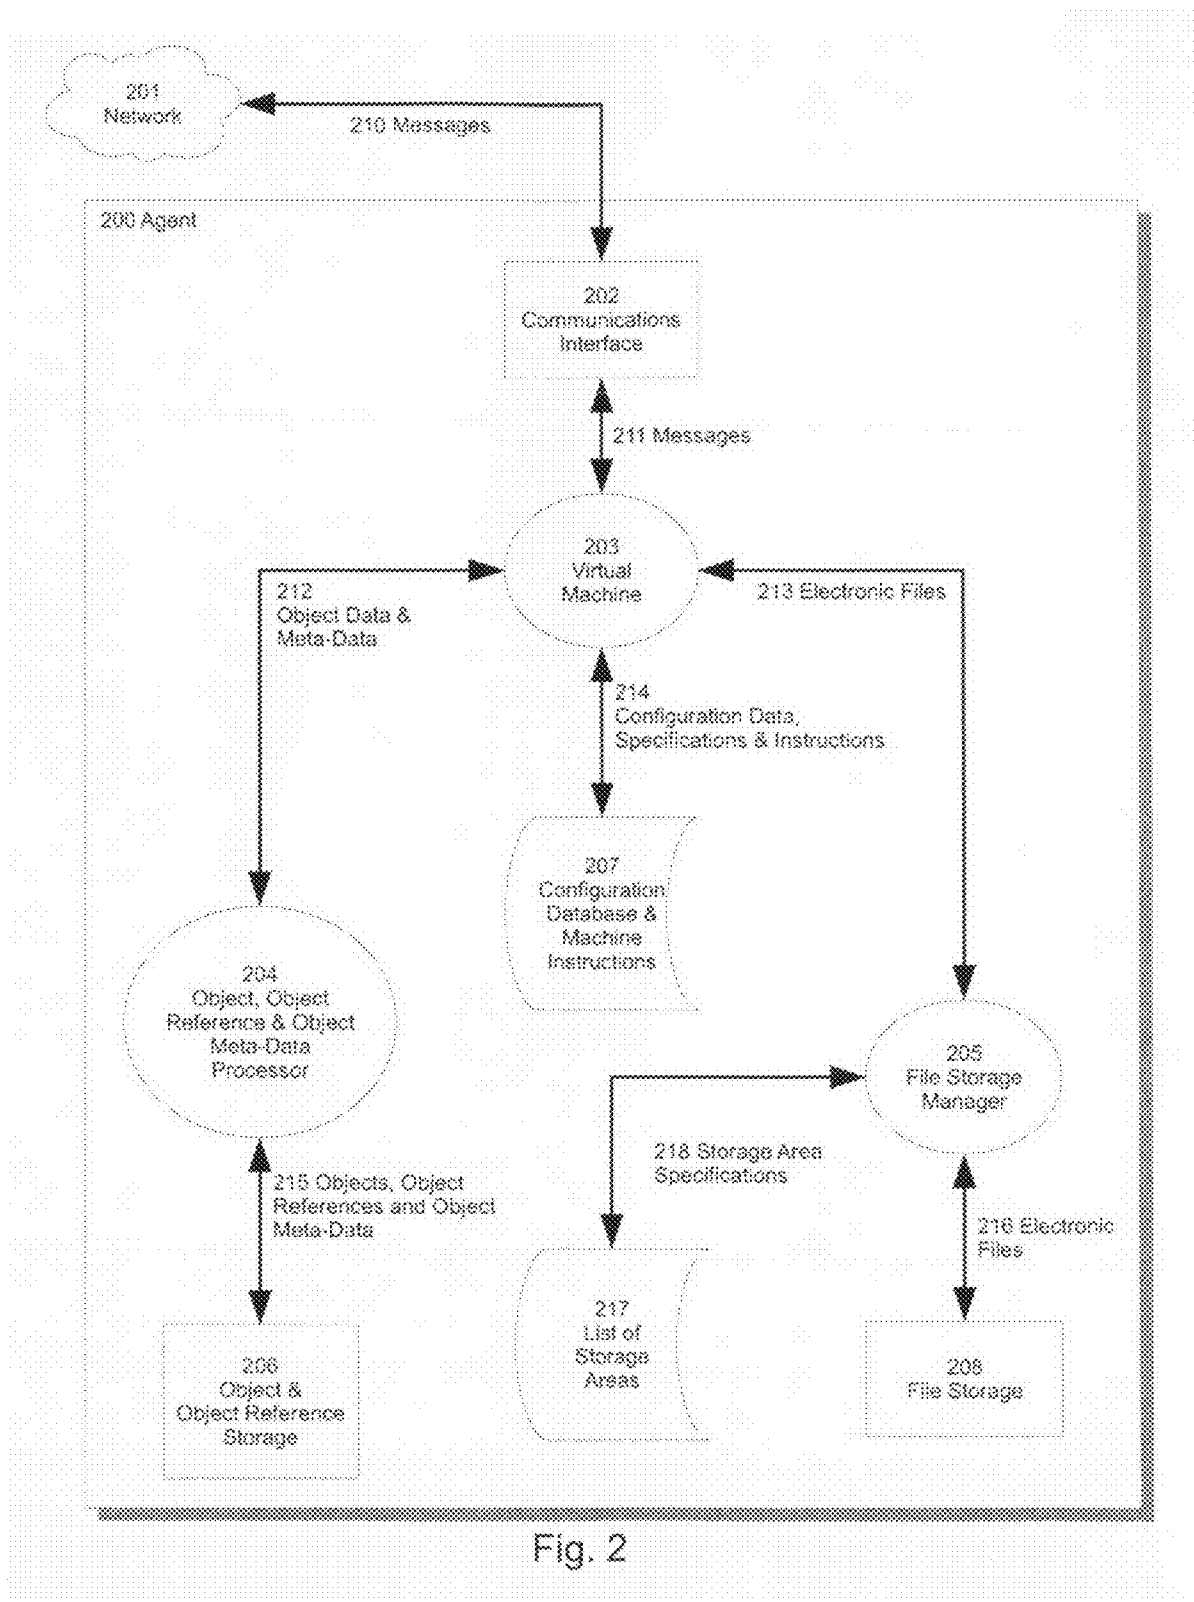 201
Network
210 Messages
200 Agent
202
Communications
Interface
211 Messages
203
Virtual
Machine
212
Object Data &
Meta-Data
213 Electronic Files
214
Configuration Data,
Specifications & Instructions
207
Configuration
Database &
Machine
Instructions
204
Object, Object
Reference & Object
Meta-Data
Processor
205
File Storage
Manager
218 Storage Area
Specifications
215 Objects, Object
References and Object
Meta-Data
216 Electronic
Files
217
List of
Storage
Areas
206
Object &
Object Reference
Storage
208
File Storage
Fig. 2